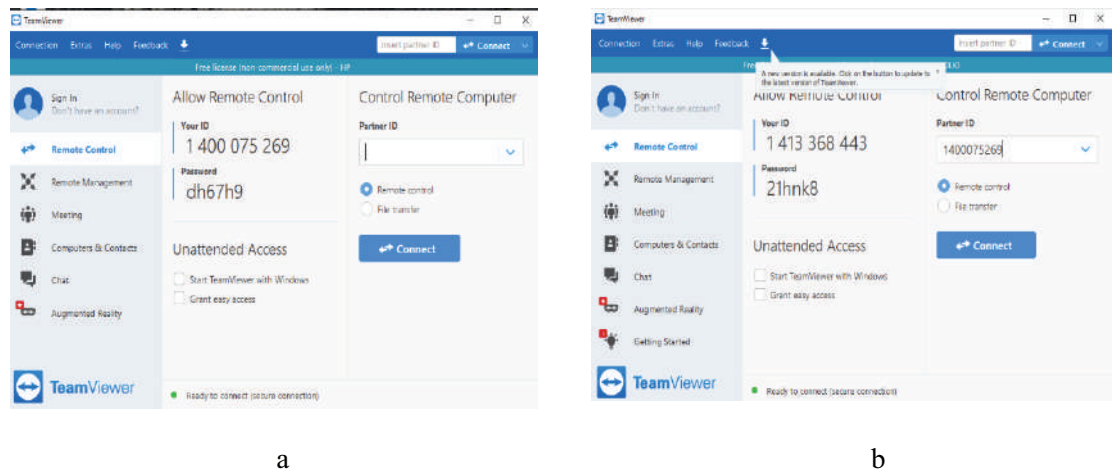 TeamViewer
Connection Extras Help Feedback
Insert partner ID
Connect
Free license (non-commercial use only) - HP
Sign In
Don't have an account?
Remote Control
Remote Management
Meeting
Computers & Contacts
Chat
Augmented Reality
TeamViewer
Allow Remote Control
Your ID
1 400 075 269
Password
dh67h9
Unattended Access
Start TeamViewer with Windows
Grant easy access
Control Remote Computer
Partner ID
Remote control
File transfer
Connect
Ready to connect (secure connection)
a
TeamViewer
Connection Extras Help Feedback
Insert partner ID
Connect
A new version is available. Click on the button to update to
the latest version of TeamViewer.
Sign In
Don't have an account?
Remote Control
Remote Management
Meeting
Computers & Contacts
Chat
Augmented Reality
Getting Started
TeamViewer
Allow Remote Control
Your ID
1 413 368 443
Password
21hnk8
Unattended Access
Start TeamViewer with Windows
Grant easy access
Control Remote Computer
Partner ID
1400075269
Remote control
File transfer
Connect
Ready to connect (secure connection)
b